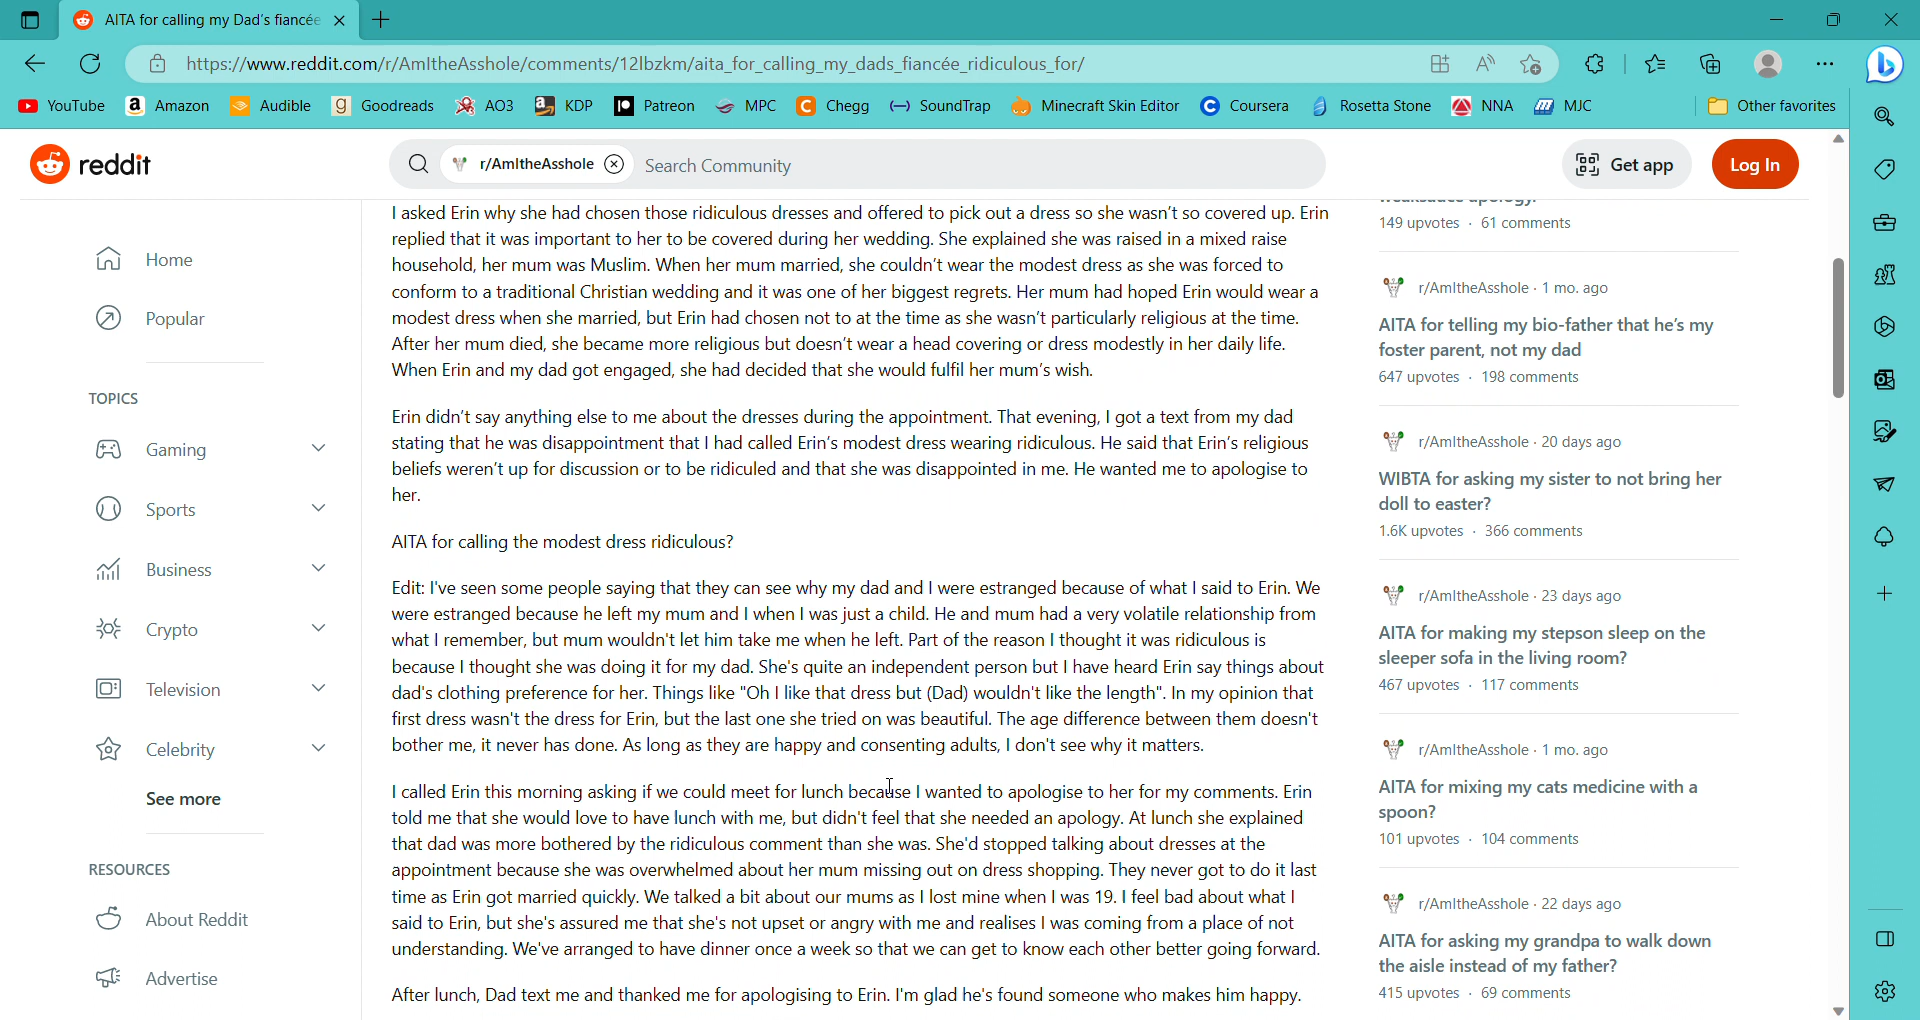 AITA for calling my Dad's fiancée
https://www.reddit.com/r/AmItheAsshole/comments/12lbzkm/aita_for_calling_my_dads_fiancée_ridiculous_for/
YouTube Amazon Audible Goodreads AO3 KDP Patreon MPC Chegg SoundTrap Minecraft Skin Editor Coursera Rosetta Stone NNA MJC Other favorites
reddit r/AmItheAsshole Search Community Get app Log In
Home
Popular
TOPICS
Gaming
Sports
Business
Crypto
Television
Celebrity
See more
RESOURCES
About Reddit
Advertise
I asked Erin why she had chosen those ridiculous dresses and offered to pick out a dress so she wasn't so covered up. Erin
replied that it was important to her to be covered during her wedding. She explained she was raised in a mixed raise
household, her mum was Muslim. When her mum married, she couldn't wear the modest dress as she was forced to
conform to a traditional Christian wedding and it was one of her biggest regrets. Her mum had hoped Erin would wear a
modest dress when she married, but Erin had chosen not to at the time as she wasn't particularly religious at the time.
After her mum died, she became more religious but doesn't wear a head covering or dress modestly in her daily life.
When Erin and my dad got engaged, she had decided that she would fulfil her mum's wish.
Erin didn't say anything else to me about the dresses during the appointment. That evening, I got a text from my dad
stating that he was disappointment that I had called Erin's modest dress wearing ridiculous. He said that Erin's religious
beliefs weren't up for discussion or to be ridiculed and that she was disappointed in me. He wanted me to apologise to
her.
AITA for calling the modest dress ridiculous?
Edit: I've seen some people saying that they can see why my dad and I were estranged because of what I said to Erin. We
were estranged because he left my mum and I when I was just a child. He and mum had a very volatile relationship from
what I remember, but mum wouldn't let him take me when he left. Part of the reason I thought it was ridiculous is
because I thought she was doing it for my dad. She's quite an independent person but I have heard Erin say things about
dad's clothing preference for her. Things like "Oh I like that dress but (Dad) wouldn't like the length". In my opinion that
first dress wasn't the dress for Erin, but the last one she tried on was beautiful. The age difference between them doesn't
bother me, it never has done. As long as they are happy and consenting adults, I don't see why it matters.
I called Erin this morning asking if we could meet for lunch because I wanted to apologise to her for my comments. Erin
told me that she would love to have lunch with me, but didn't feel that she needed an apology. At lunch she explained
that dad was more bothered by the ridiculous comment than she was. She'd stopped talking about dresses at the
appointment because she was overwhelmed about her mum missing out on dress shopping. They never got to do it last
time as Erin got married quickly. We talked a bit about our mums as I lost mine when I was 19. I feel bad about what I
said to Erin, but she's assured me that she's not upset or angry with me and realises I was coming from a place of not
understanding. We've arranged to have dinner once a week so that we can get to know each other better going forward.
After lunch, Dad text me and thanked me for apologising to Erin. I'm glad he's found someone who makes him happy.
149 upvotes · 61 comments
r/AmItheAsshole · 1 mo. ago
AITA for telling my bio-father that he's my
foster parent, not my dad
647 upvotes · 198 comments
r/AmItheAsshole · 20 days ago
WIBTA for asking my sister to not bring her
doll to easter?
1.6K upvotes · 366 comments
r/AmItheAsshole · 23 days ago
AITA for making my stepson sleep on the
sleeper sofa in the living room?
467 upvotes · 117 comments
r/AmItheAsshole · 1 mo. ago
AITA for mixing my cats medicine with a
spoon?
101 upvotes · 104 comments
r/AmItheAsshole · 22 days ago
AITA for asking my grandpa to walk down
the aisle instead of my father?
415 upvotes · 69 comments